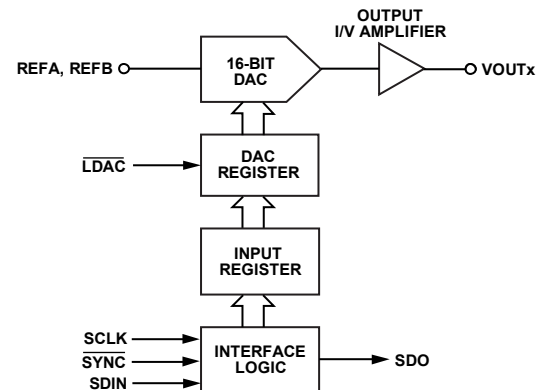 OUTPUT
I/V AMPLIFIER
REFA, REFB
16-BIT
DAC
VOUTx
LDAC
DAC
REGISTER
INPUT
REGISTER
SCLK
SYNC
SDIN
INTERFACE
LOGIC
SDO